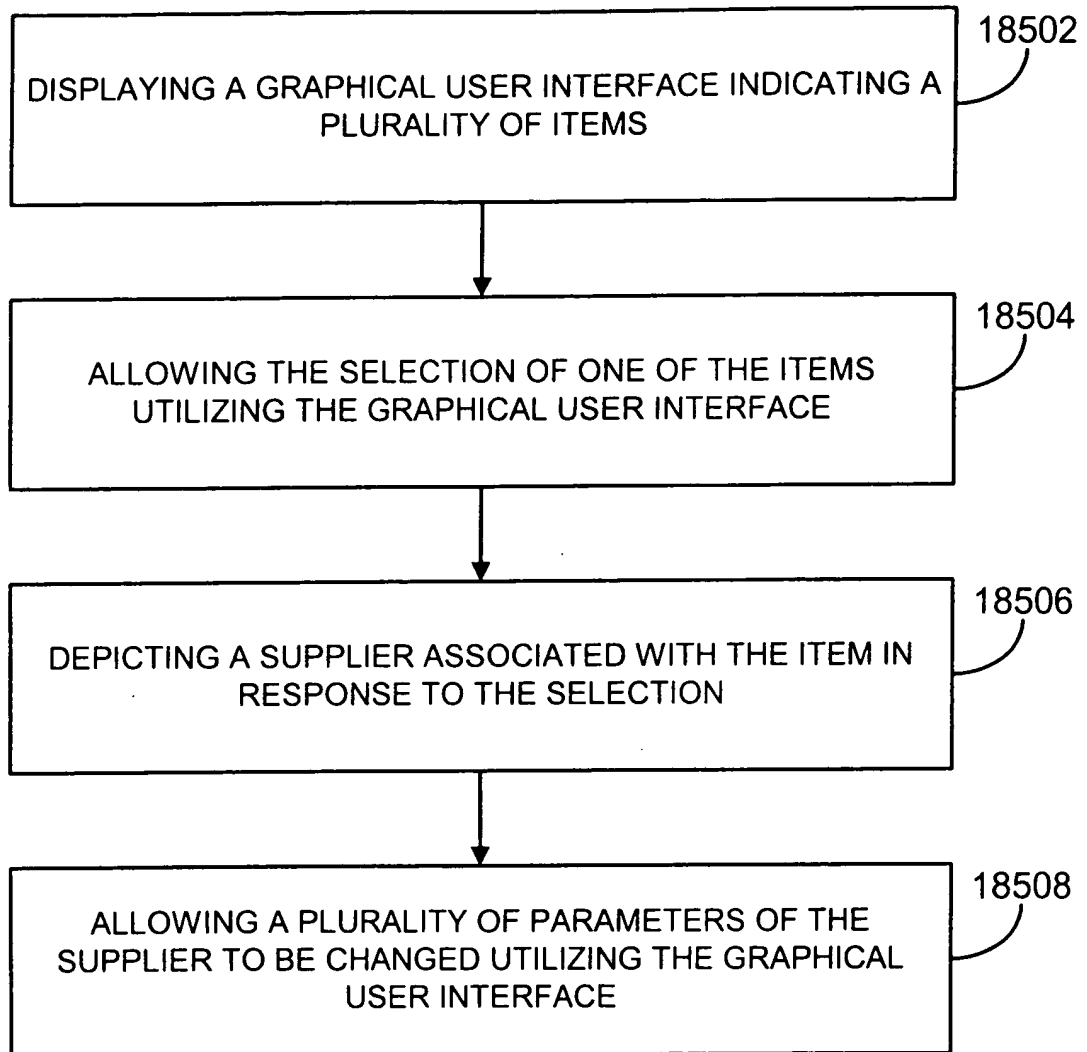 18502
DISPLAYING A GRAPHICAL USER INTERFACE INDICATING A
PLURALITY OF ITEMS
18504
ALLOWING THE SELECTION OF ONE OF THE ITEMS
UTILIZING THE GRAPHICAL USER INTERFACE
18506
DEPICTING A SUPPLIER ASSOCIATED WITH THE ITEM IN
RESPONSE TO THE SELECTION
18508
ALLOWING A PLURALITY OF PARAMETERS OF THE
SUPPLIER TO BE CHANGED UTILIZING THE GRAPHICAL
USER INTERFACE